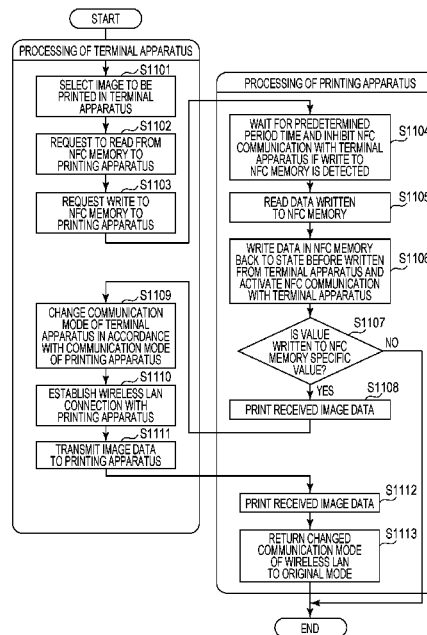 START
PROCESSING OF TERMINAL APPARATUS
S1101
SELECT IMAGE TO BE
PRINTED IN TERMINAL
APPARATUS
S1102
REQUEST TO READ FROM
NFC MEMORY TO
PRINTING APPARATUS
S1103
REQUEST WRITE TO
NFC MEMORY TO
PRINTING APPARATUS
PROCESSING OF PRINTING APPARATUS
S1104
WAIT FOR PREDETERMINED
PERIOD TIME AND INHIBIT NFC
COMMUNICATION WITH TERMINAL
APPARATUS IF WRITE TO
NFC MEMORY IS DETECTED
S1105
READ DATA WRITTEN
TO NFC MEMORY
S1106
WRITE DATA IN NFC MEMORY
BACK TO STATE BEFORE WRITTEN
FROM TERMINAL APPARATUS AND
ACTIVATE NFC COMMUNICATION
WITH TERMINAL APPARATUS
S1107
IS VALUE
WRITTEN TO NFC
MEMORY SPECIFIC
VALUE?
NO
YES
S1108
PRINT RECEIVED IMAGE DATA
S1109
CHANGE COMMUNICATION
MODE OF TERMINAL
APPARATUS IN ACCORDANCE
WITH COMMUNICATION MODE
OF PRINTING APPARATUS
S1110
ESTABLISH WIRELESS LAN
CONNECTION WITH
PRINTING APPARATUS
S1111
TRANSMIT IMAGE DATA
TO PRINTING APPARATUS
S1112
PRINT RECEIVED IMAGE DATA
S1113
RETURN CHANGED
COMMUNICATION MODE
OF WIRELESS LAN
TO ORIGINAL MODE
END